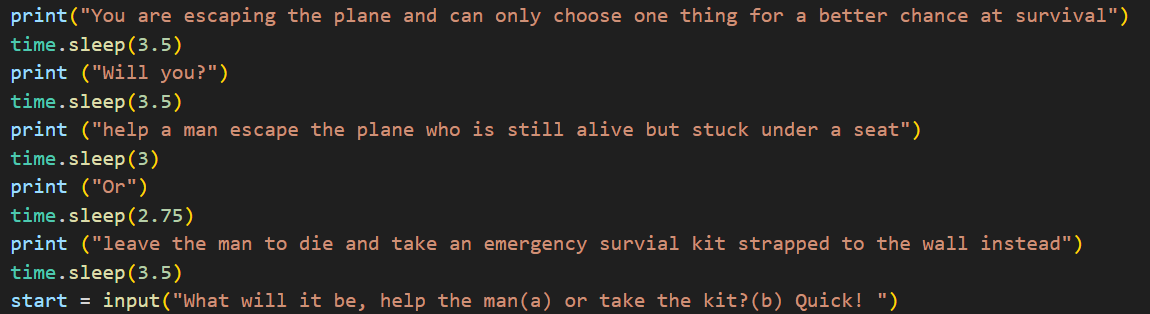 print("You are escaping the plane and can only choose one thing for a better chance at survival")
time.sleep(3.5)
print ("Will you?")
time.sleep(3.5)
print ("help a man escape the plane who is still alive but stuck under a seat")
time.sleep(3)
print ("Or")
time.sleep(2.75)
print ("leave the man to die and take an emergency survial kit strapped to the wall instead")
time.sleep(3.5)
start = input("What will it be, help the man(a) or take the kit?(b) Quick! ")